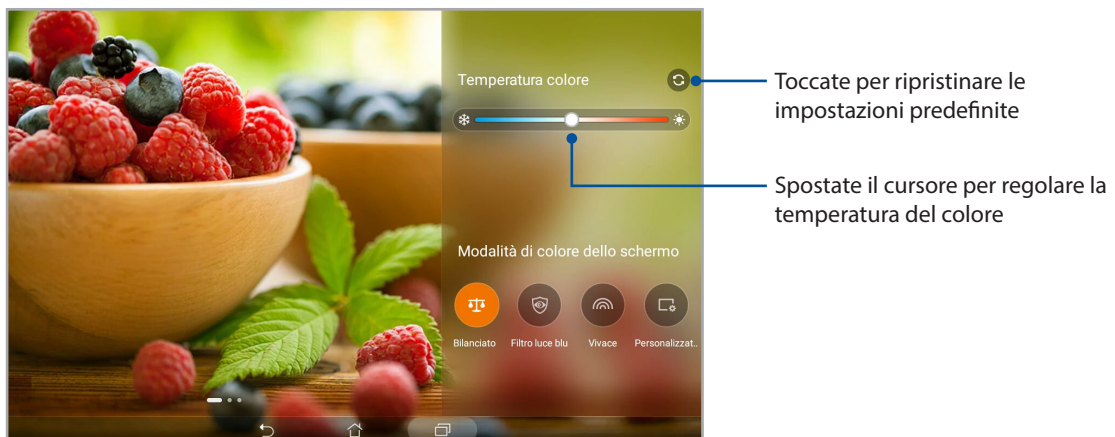 Temperatura colore
Toccate per ripristinare le
impostazioni predefinite
Spostate il cursore per regolare la
temperatura del colore
Modalità di colore dello schermo
Bilanciato
Filtro luce blu
Vivace
Personalizzat..